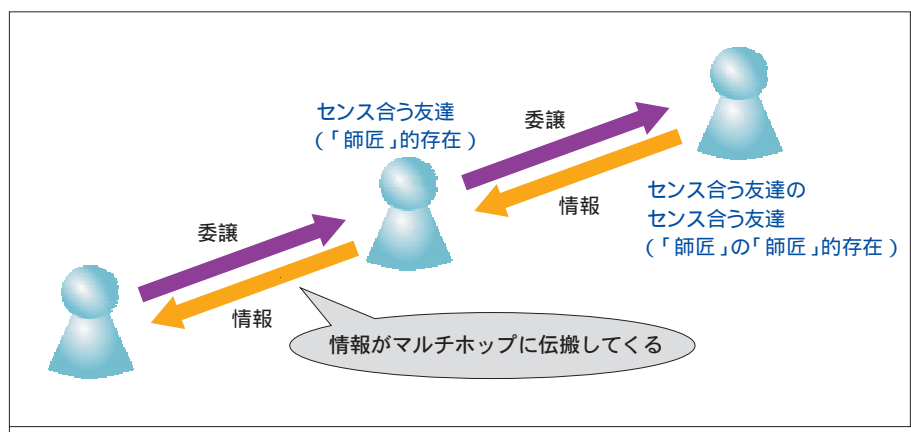 センス合う友達
(「師匠」的存在)
委譲
情報
センス合う友達の
センス合う友達
(「師匠」の「師匠」的存在)
委譲
情報
情報がマルチホップに伝搬してくる